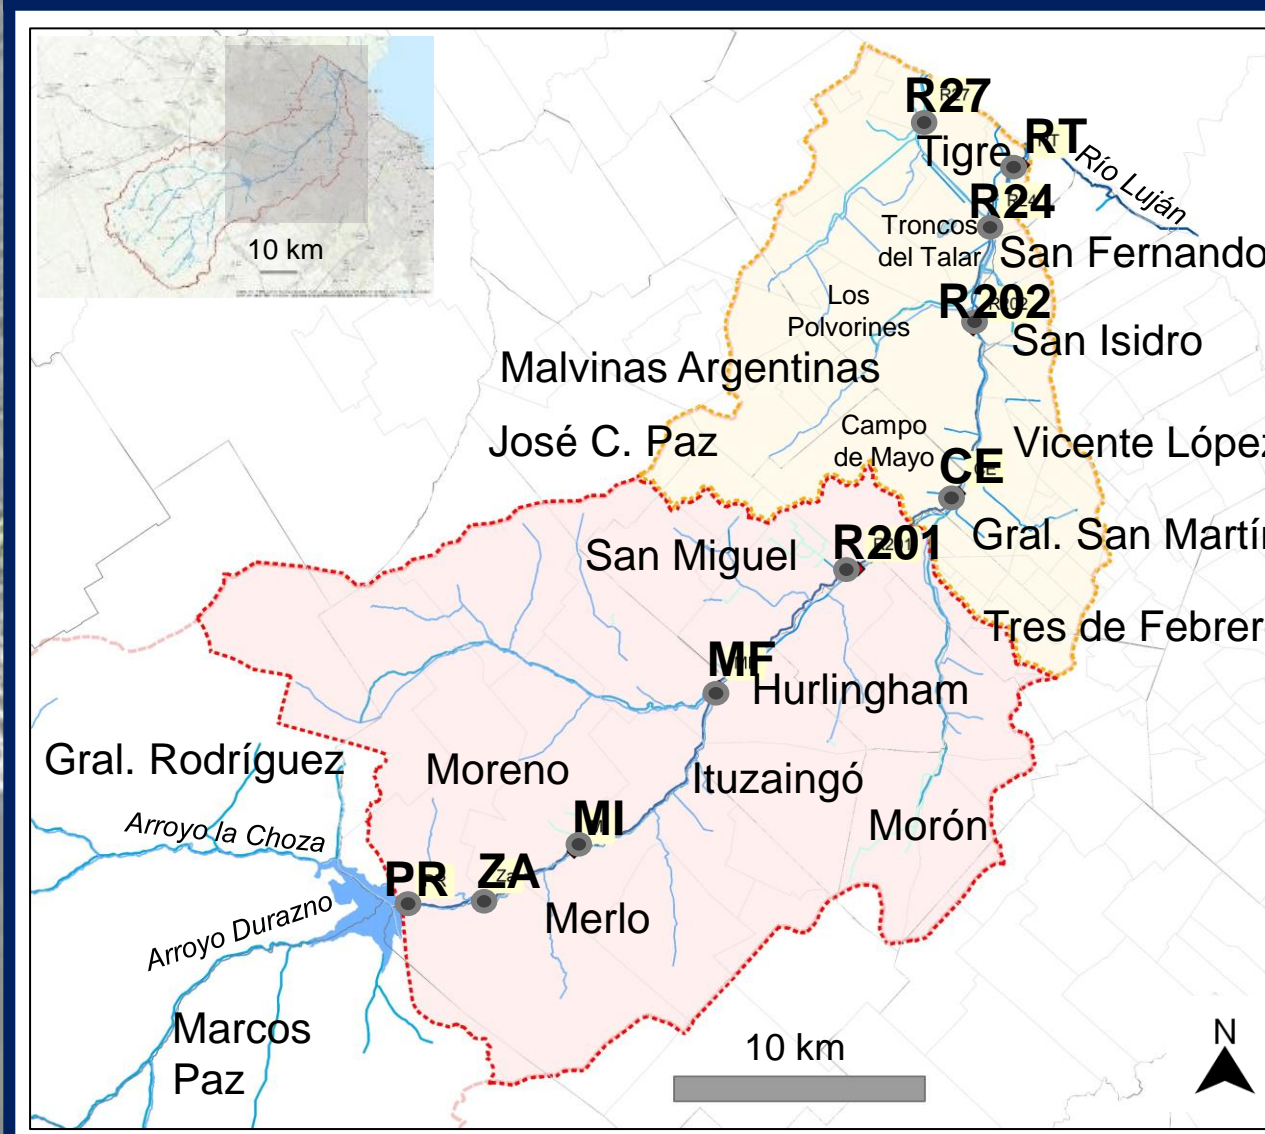 10 km
R27
RT
Tigre
Río Luján
R24
Troncos
del Talar
San Fernando
Los
Polvorines
R202
San Isidro
Malvinas Argentinas
José C. Paz
Campo
de Mayo
Vicente López
CE
R201
Gral. San Martín
San Miguel
Tres de Febrer
MF
Hurlingham
Gral. Rodríguez
Moreno
Ituzaingó
Arroyo la Choza
MI
Morón
PR
ZA
Za
Arroyo Durazno
Merlo
Marcos
Paz
10 km
N